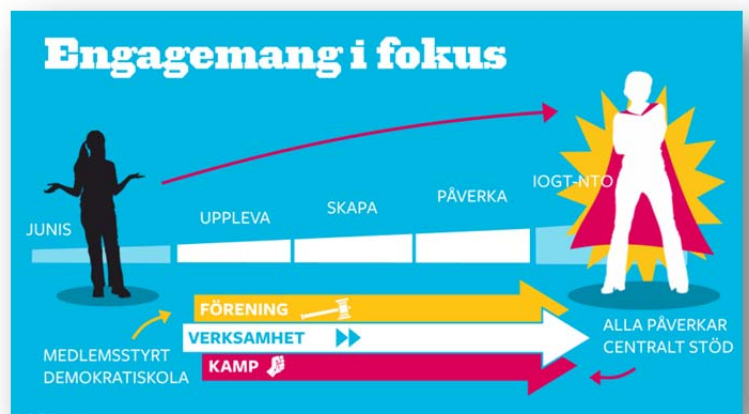 Engagemang i fokus
JUNIS
UPPLEVA
SKAPA
PÅVERKA
IOGT-NTO
FÖRENING
VERKSAMHET
KAMP
MEDLEMSSTYRT
DEMOKRATISKOLA
ALLA PÅVERKAR
CENTRALT STÖD